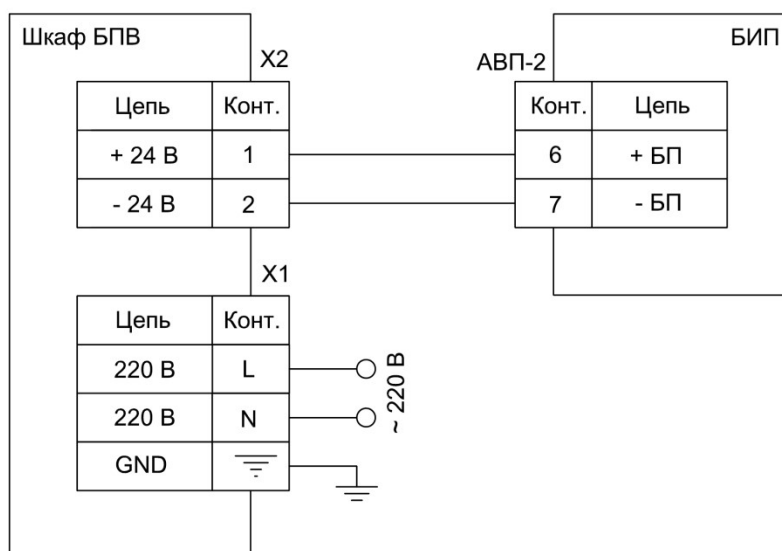 Шкаф БПВ
X2
Цепь Конт.
+ 24 В 1
- 24 В 2
X1
Цепь Конт.
220 В L
220 В N
GND
~ 220 В
БИП
АВП-2
Конт. Цепь
6 + БП
7 - БП